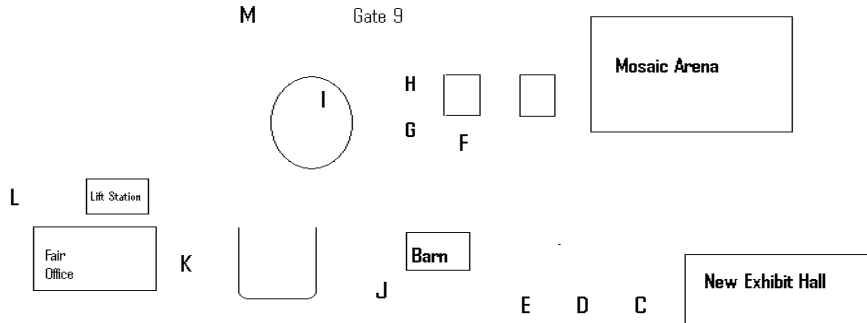 M
Gate 9
Mosaic Arena
H
I
G
F
L
Lift Station
Fair
Office
K
Barn
J
New Exhibit Hall
E
D
C